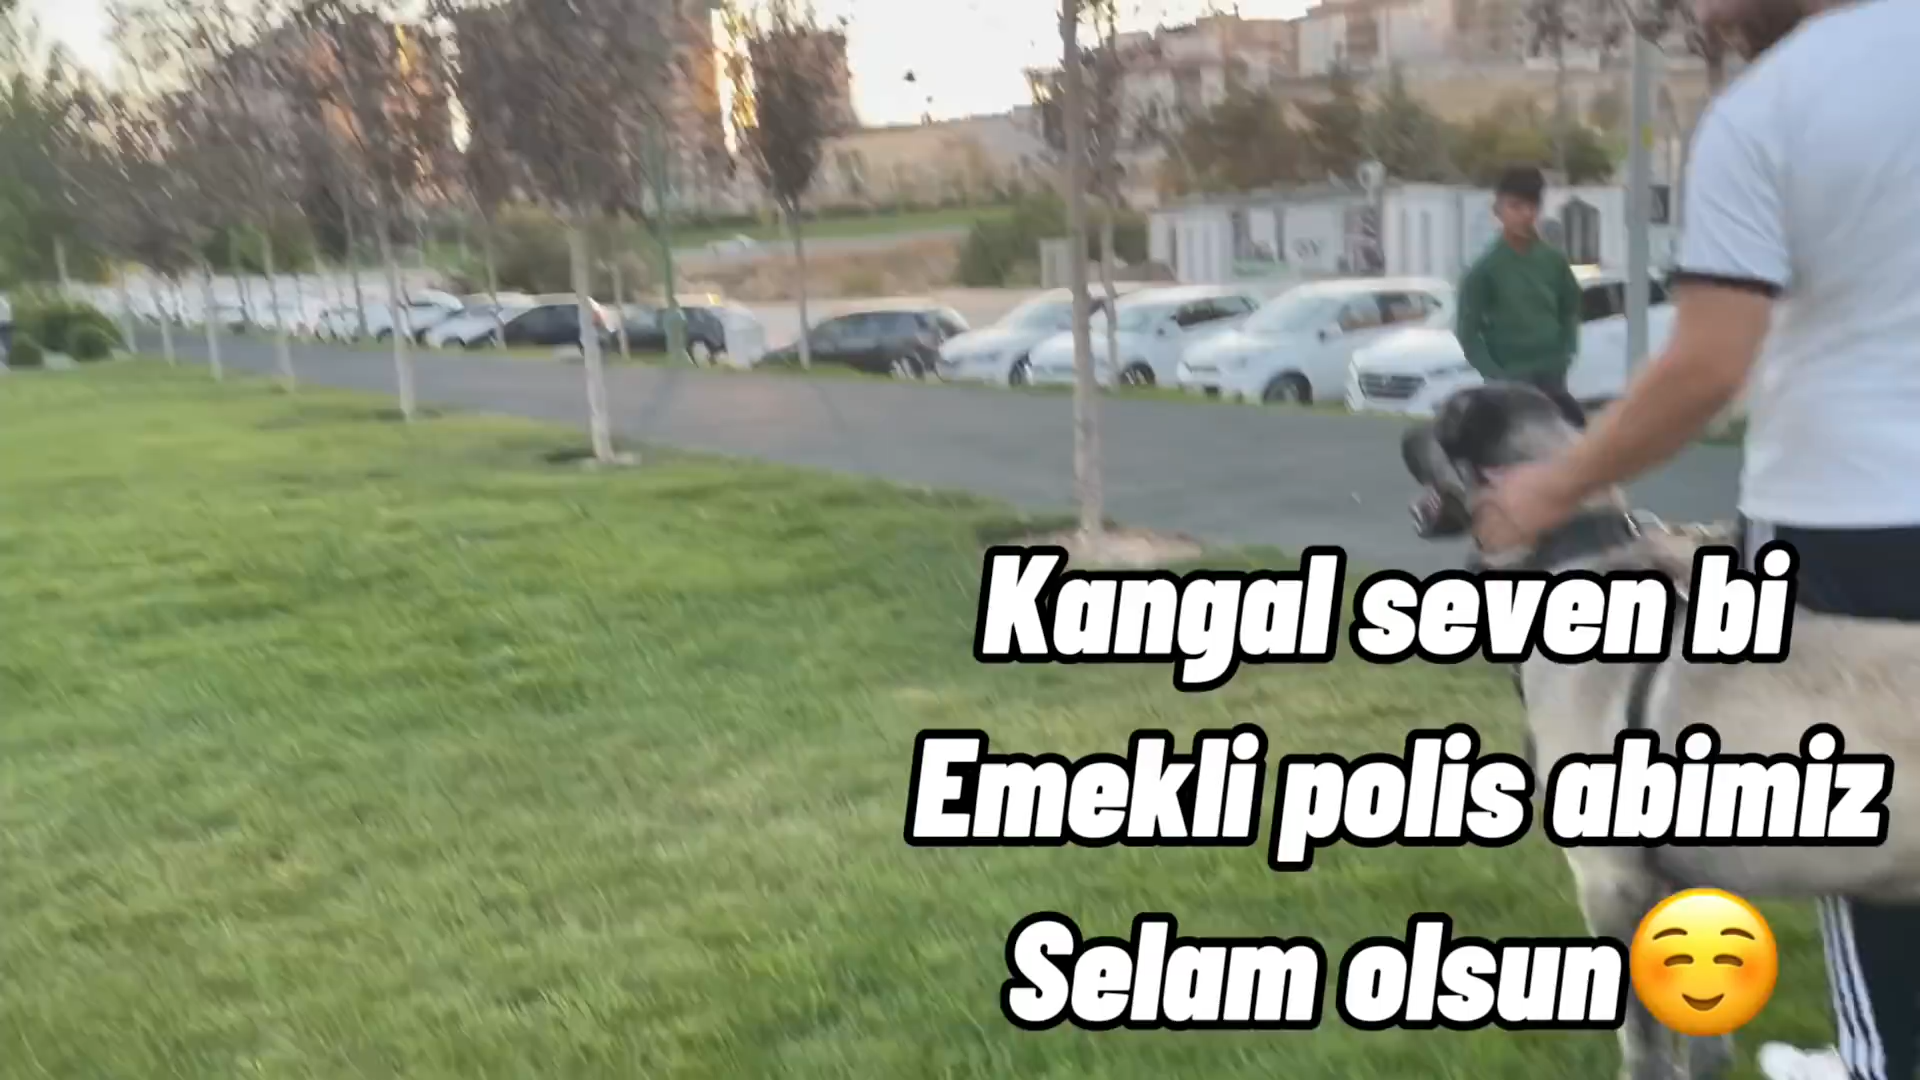 Kangal seven bi
Emekli polis abimiz
Selam olsun☺️